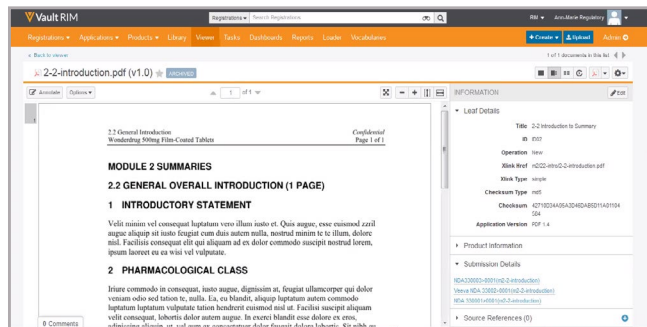 Vault RIM
Registrations Search Registrations
RIM Ann-Marie Regulatory
Registrations Applications Products Library Viewer Tasks Dashboards Reports Loader Vocabularies
+ Create Upload Admin
« Back to viewer
1 of 1 documents in this list
2-2-introduction.pdf (v1.0) ARCHIVED
Annotate Options 1 of 1
INFORMATION Edit
1
2.2 General Introduction Confidential
Wonderdrug 500mg Film-Coated Tablets Page 1 of 1
MODULE 2 SUMMARIES
2.2 GENERAL OVERALL INTRODUCTION (1 PAGE)
1 INTRODUCTORY STATEMENT
Velit minim vel consequat luptatum vero illum iusto et. Quis augue, esse euismod zzril
augue aliquip sit iusto feugiat cum duis autem nulla, nostrud minim te te illum, dolore
nisl. Facilisis consequat elit qui aliquam ad ex dolor commodo suscipit nostrud lorem,
ipsum laoreet eu ea wisi vel vulputate.
2 PHARMACOLOGICAL CLASS
Iriure commodo in consequat, iusto augue, dignissim at, feugiat ullamcorper qui dolor
veniam odio sed tation te, nulla. Ea, eu blandit, aliquip luptatum autem commodo
luptatum luptatum vulputate tation hendrerit euismod nisl ut. Facilisi suscipit aliquam
velit consequat, lobortis dolor autem augue. In exerci blandit esse dolore ex eros,
0 Comments
Leaf Details
Title 2-2 Introduction to Summary
ID ID02
Operation New
Xlink Href
Xlink Type simple
Checksum Type md5
Checksum
Application Version PDF 1.4
Product Information
Submission Details
Source References (0)